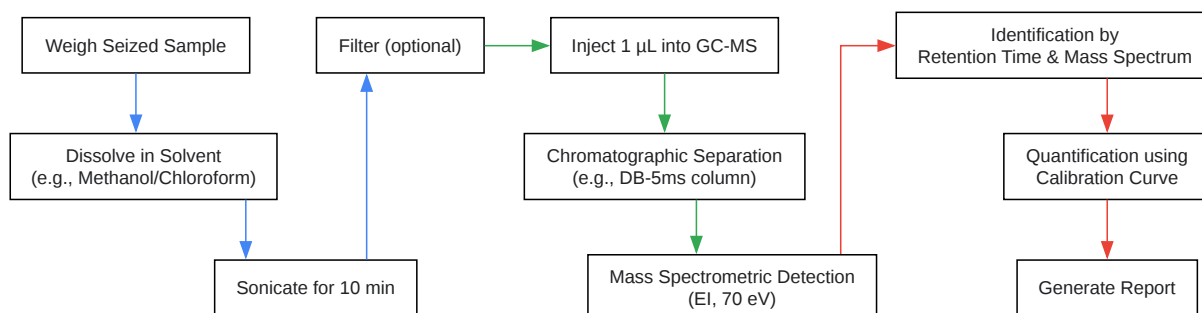 Weigh Seized Sample
Dissolve in Solvent
(e.g., Methanol/Chloroform)
Sonicate for 10 min
Filter (optional)
Inject 1 µL into GC-MS
Chromatographic Separation
(e.g., DB-5ms column)
Mass Spectrometric Detection
(EI, 70 eV)
Identification by
Retention Time & Mass Spectrum
Quantification using
Calibration Curve
Generate Report